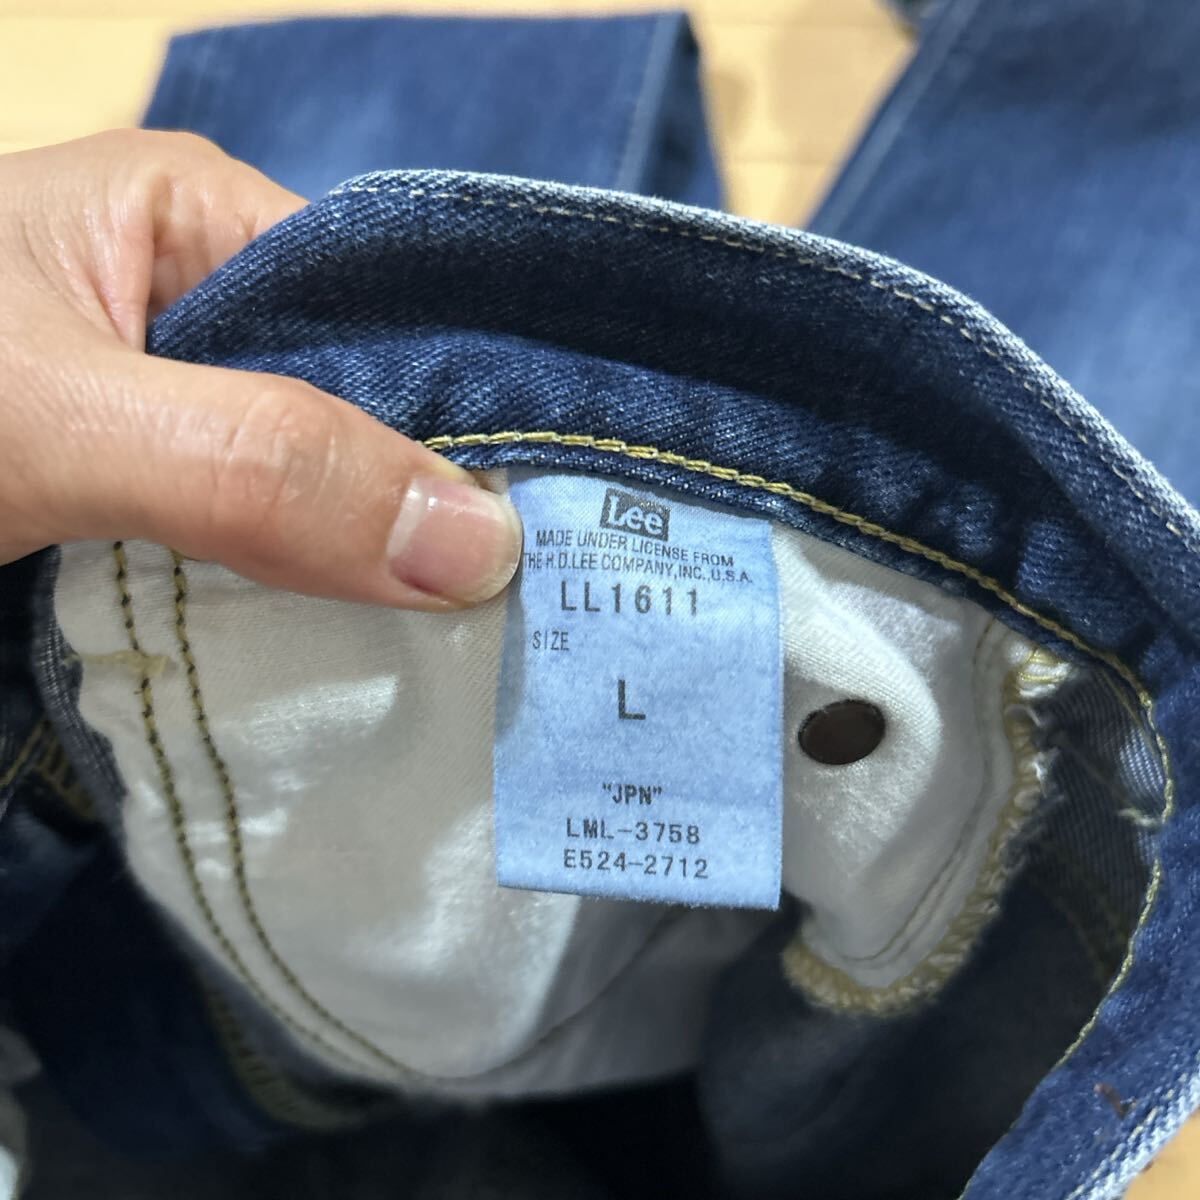 Lee
MADE UNDER LICENSE FROM
THE H.D.LEE COMPANY,INC.,U.S.A.
LL1611
SIZE
L
"JPN"
LML-3758
E524-2712